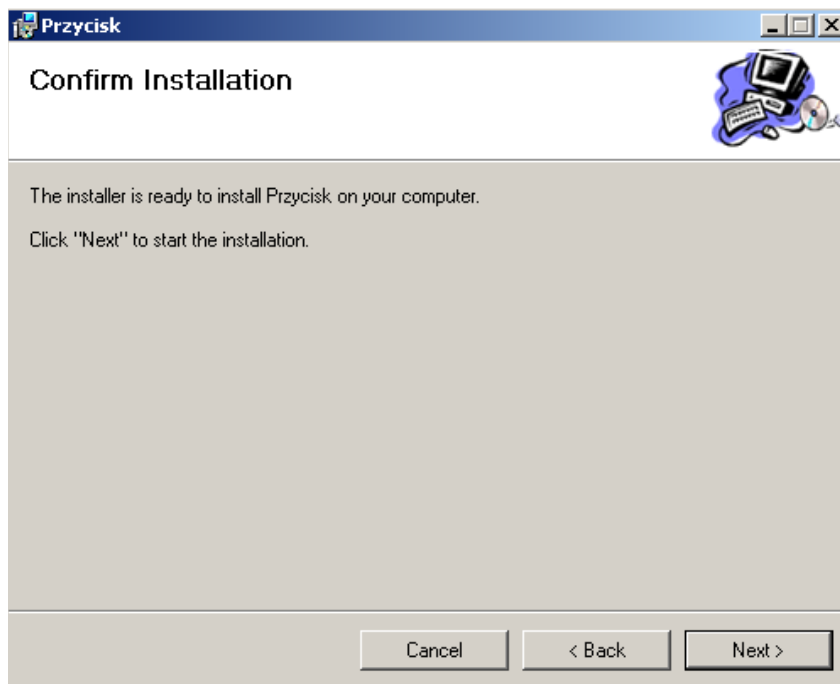 Przycisk
Confirm Installation
The installer is ready to install Przycisk on your computer.
Click "Next" to start the installation.
Cancel
< Back
Next >